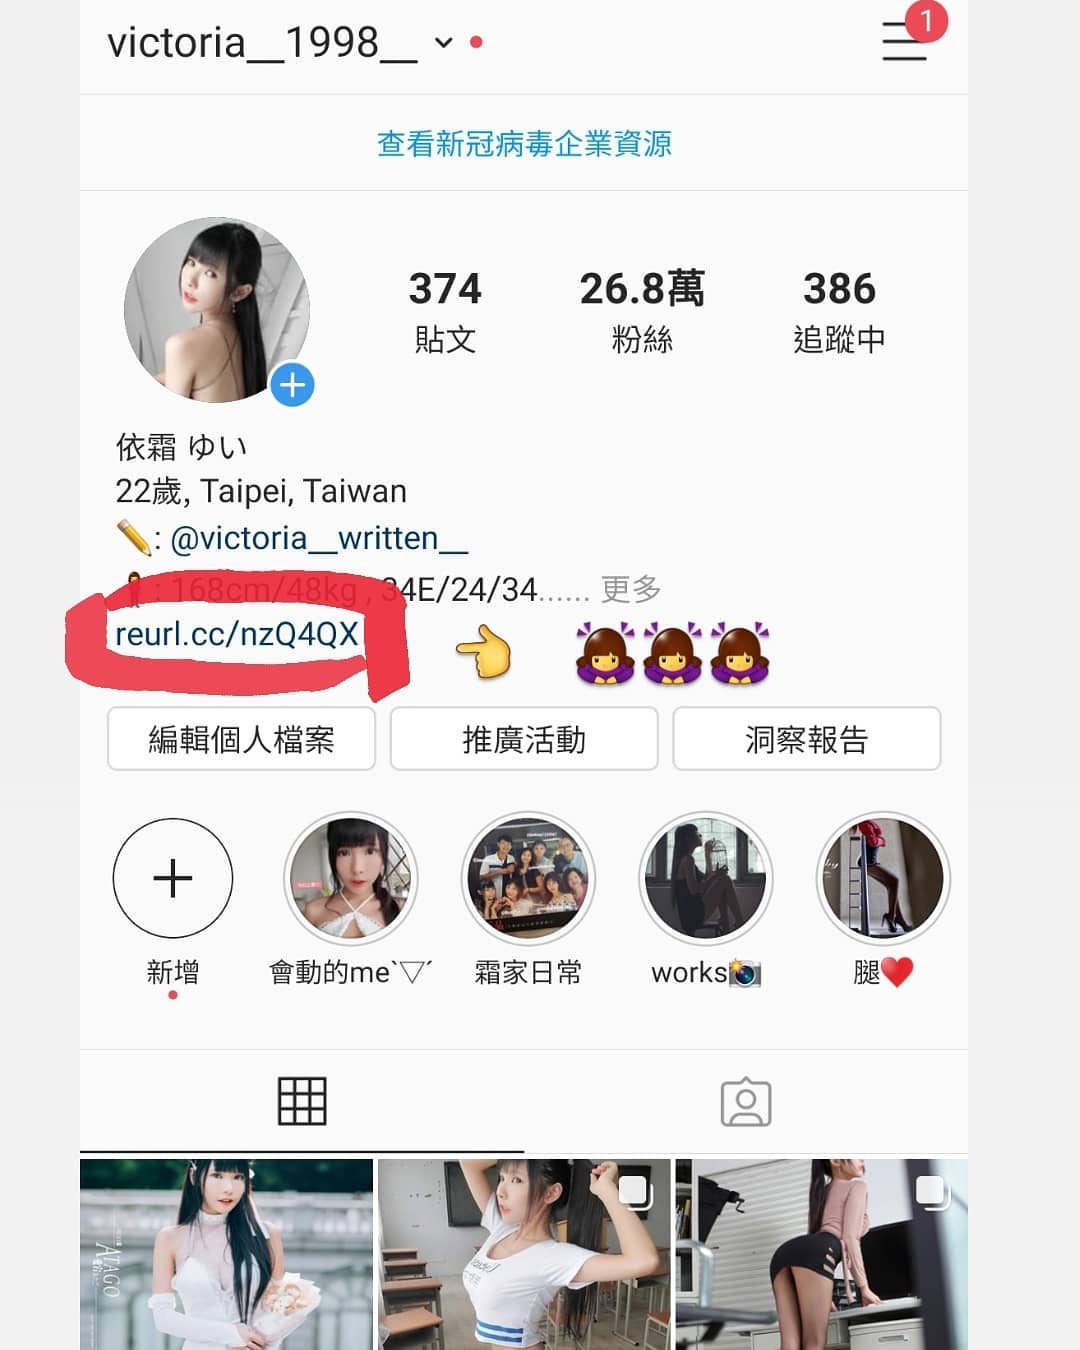 victoria__1998__
1
查看新冠病毒企業資源
374 26.8萬 386
貼文 粉絲 追蹤中
依霜 ゆい
22歲, Taipei, Taiwan
✏️: @victoria__written__
: 168cm/48kg , 34E/24/34...... 更多
reurl.cc/nzQ4QX 👈 🙇‍♀️🙇‍♀️🙇‍♀️
編輯個人檔案 推廣活動 洞察報告
新增 會動的me`▽´ 霜家日常 works📸 腿❤️
ATAGO